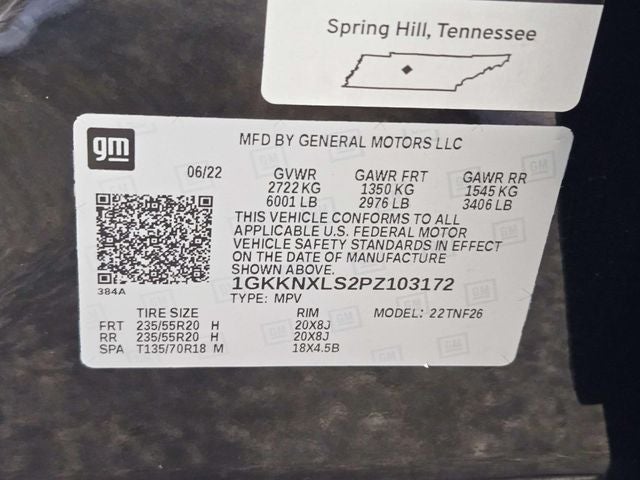 Spring Hill, Tennessee
gm
MFD BY GENERAL MOTORS LLC
06/22 GVWR GAWR FRT GAWR RR
2722 KG 1350 KG 1545 KG
6001 LB 2976 LB 3406 LB
THIS VEHICLE CONFORMS TO ALL
APPLICABLE U.S. FEDERAL MOTOR
VEHICLE SAFETY STANDARDS IN EFFECT
ON THE DATE OF MANUFACTURE
SHOWN ABOVE.
384A
1GKKNXLS2PZ103172
TYPE: MPV
TIRE SIZE RIM MODEL: 22TNF26
FRT 235/55R20 H 20X8J
RR 235/55R20 H 20X8J
SPA T135/70R18 M 18X4.5B